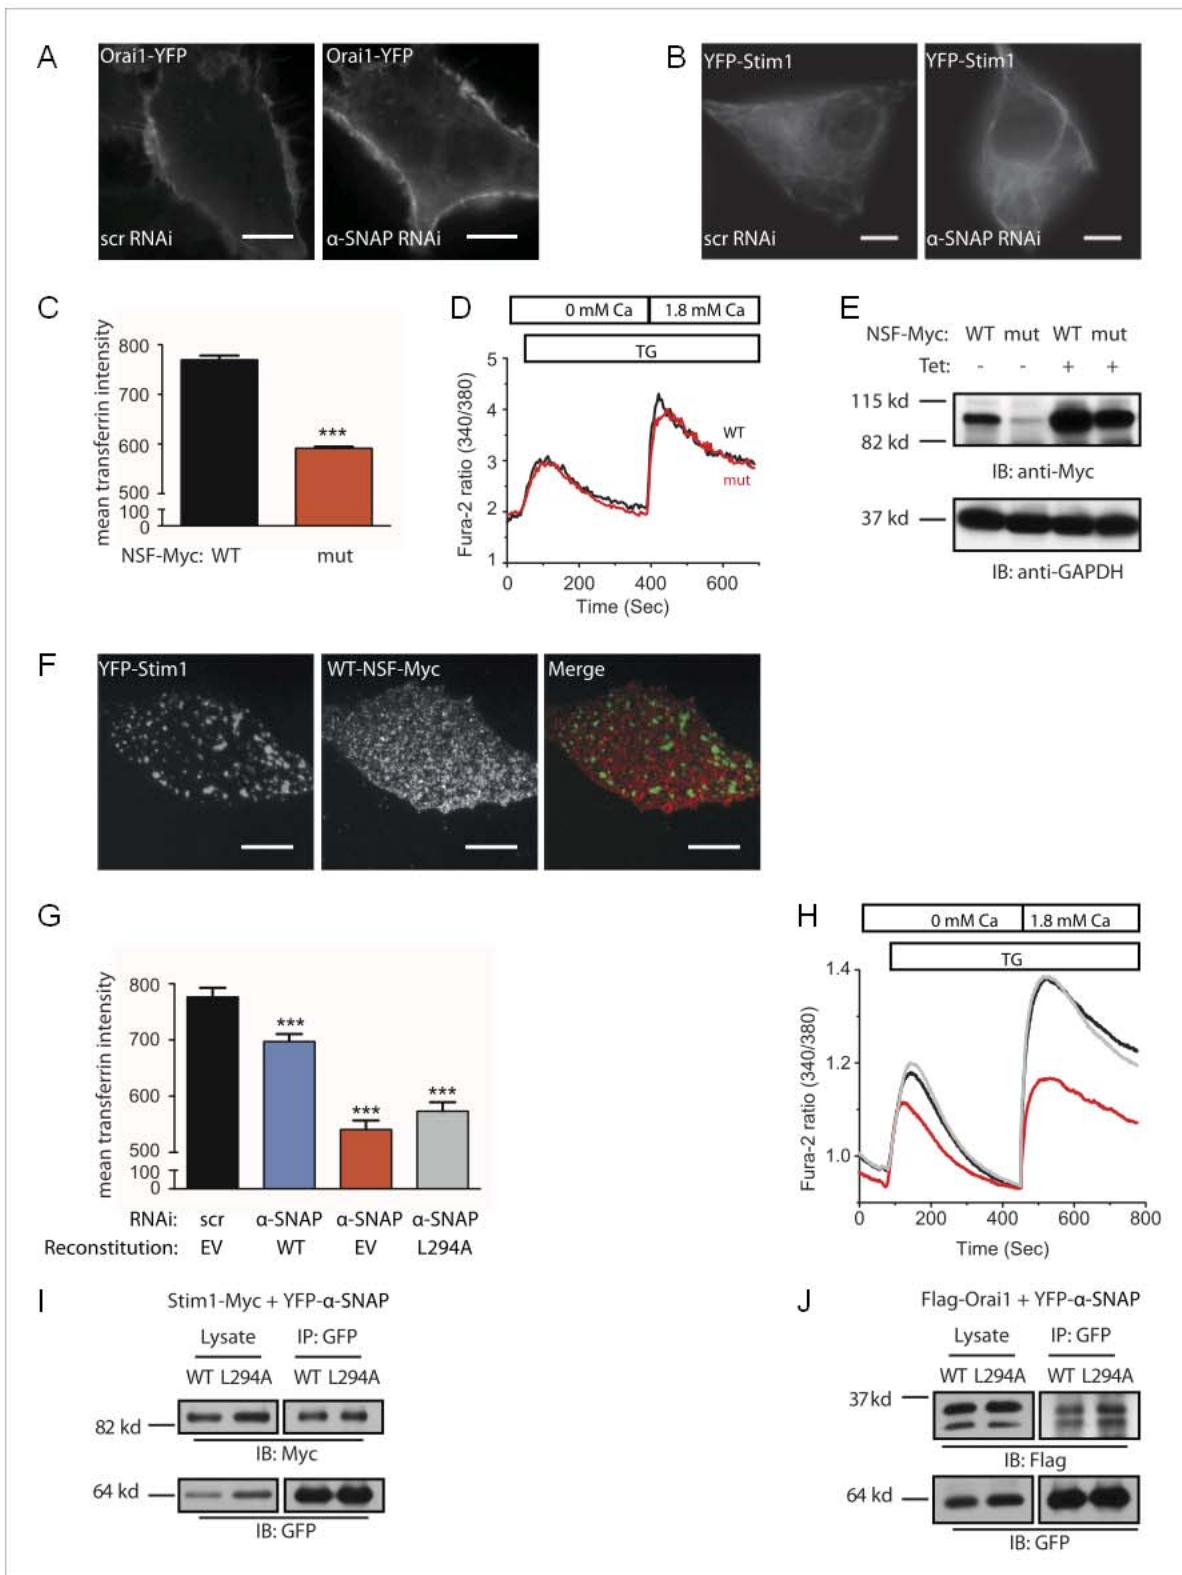 A
Orai1-YFP
scr RNAi
Orai1-YFP
α-SNAP RNAi
B
YFP-Stim1
scr RNAi
YFP-Stim1
α-SNAP RNAi
C
mean transferrin intensity
800
700
600
500
100
0
***
NSF-Myc: WT mut
D
0 mM Ca 1.8 mM Ca
TG
Fura-2 ratio (340/380)
5
4
3
2
1
WT
mut
0 200 400 600
Time (Sec)
E
NSF-Myc: WT mut WT mut
Tet: - - + +
115 kd
82 kd
IB: anti-Myc
37 kd
IB: anti-GAPDH
F
YFP-Stim1
WT-NSF-Myc
Merge
G
mean transferrin intensity
800
700
600
500
100
0
***
***
***
RNAi: scr α-SNAP α-SNAP α-SNAP
Reconstitution: EV WT EV L294A
H
0 mM Ca 1.8 mM Ca
TG
Fura-2 ratio (340/380)
1.4
1.2
1.0
0 200 400 600 800
Time (Sec)
I
Stim1-Myc + YFP-α-SNAP
Lysate IP: GFP
WT L294A WT L294A
82 kd
IB: Myc
64 kd
IB: GFP
J
Flag-Orai1 + YFP-α-SNAP
Lysate IP: GFP
WT L294A WT L294A
37kd
IB: Flag
64 kd
IB: GFP